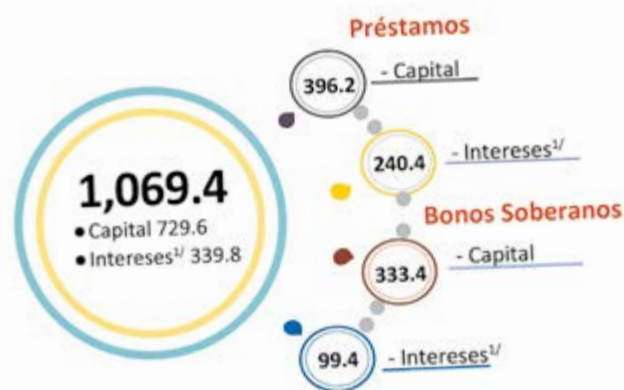 Préstamos
396.2 - Capital
240.4 - Intereses¹/
1,069.4
• Capital 729.6
• Intereses¹/ 339.8
Bonos Soberanos
333.4 - Capital
99.4 - Intereses¹/